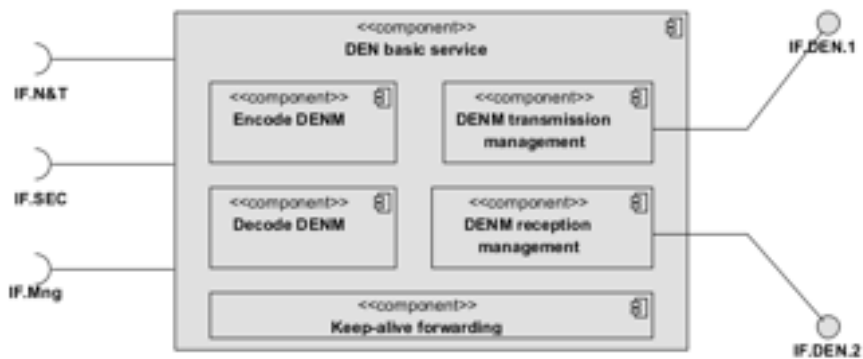 <<component>>
DEN basic service
IF.DEN.1
IF.N&T
<<component>>
Encode DENM
<<component>>
DENM transmission
management
IF.SEC
<<component>>
Decode DENM
<<component>>
DENM reception
management
IF.Mng
<<component>>
Keep-alive forwarding
IF.DEN.2